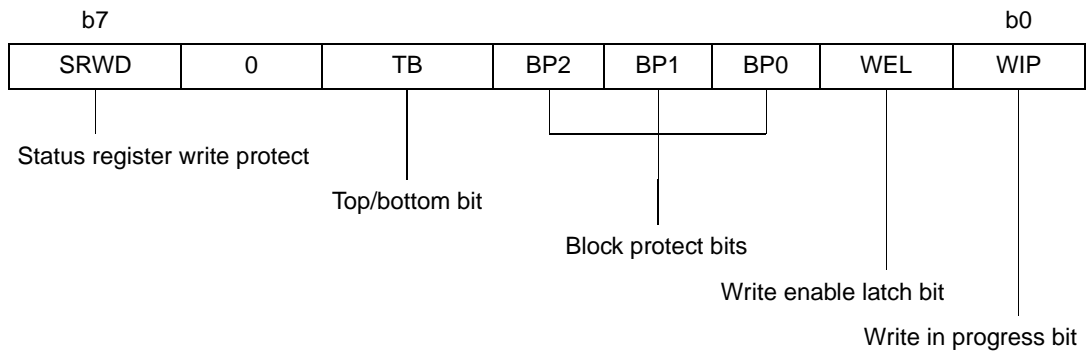 b7 b0
SRWD 0 TB BP2 BP1 BP0 WEL WIP
Status register write protect
Top/bottom bit
Block protect bits
Write enable latch bit
Write in progress bit